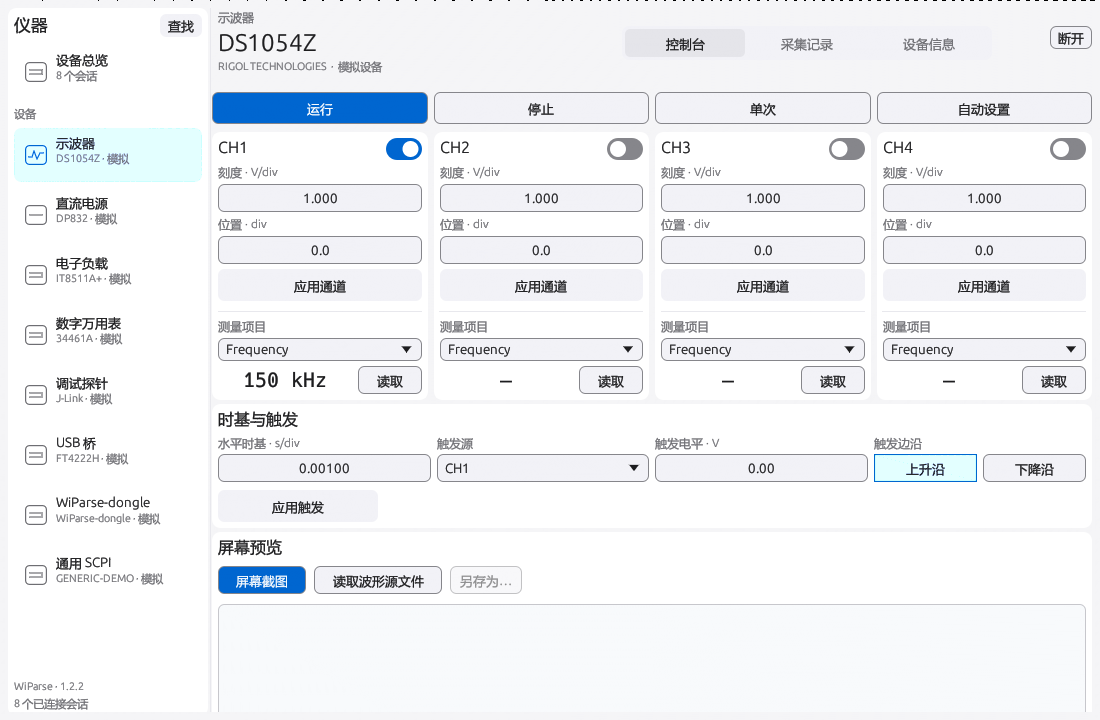 仪器
查找
设备总览
8 个会话
设备
示波器
DS1054Z · 模拟
直流电源
DP832 · 模拟
电子负载
IT8511A+ · 模拟
数字万用表
34461A · 模拟
调试探针
J-Link · 模拟
USB 桥
FT4222H · 模拟
WiParse-dongle
WiParse-dongle · 模拟
通用 SCPI
GENERIC-DEMO · 模拟
WiParse · 1.2.2
8 个已连接会话
示波器
DS1054Z
RIGOL TECHNOLOGIES · 模拟设备
控制台 采集记录 设备信息
断开
运行 停止 单次 自动设置
CH1 CH2 CH3 CH4
刻度 · V/div 刻度 · V/div 刻度 · V/div 刻度 · V/div
1.000 1.000 1.000 1.000
位置 · div 位置 · div 位置 · div 位置 · div
0.0 0.0 0.0 0.0
应用通道 应用通道 应用通道 应用通道
测量项目 测量项目 测量项目 测量项目
Frequency Frequency Frequency Frequency
150 kHz 读取 — 读取 — 读取 — 读取
时基与触发
水平时基 · s/div 触发源 触发电平 · V 触发边沿
0.00100 CH1 0.00 上升沿 下降沿
应用触发
屏幕预览
屏幕截图 读取波形源文件 另存为...